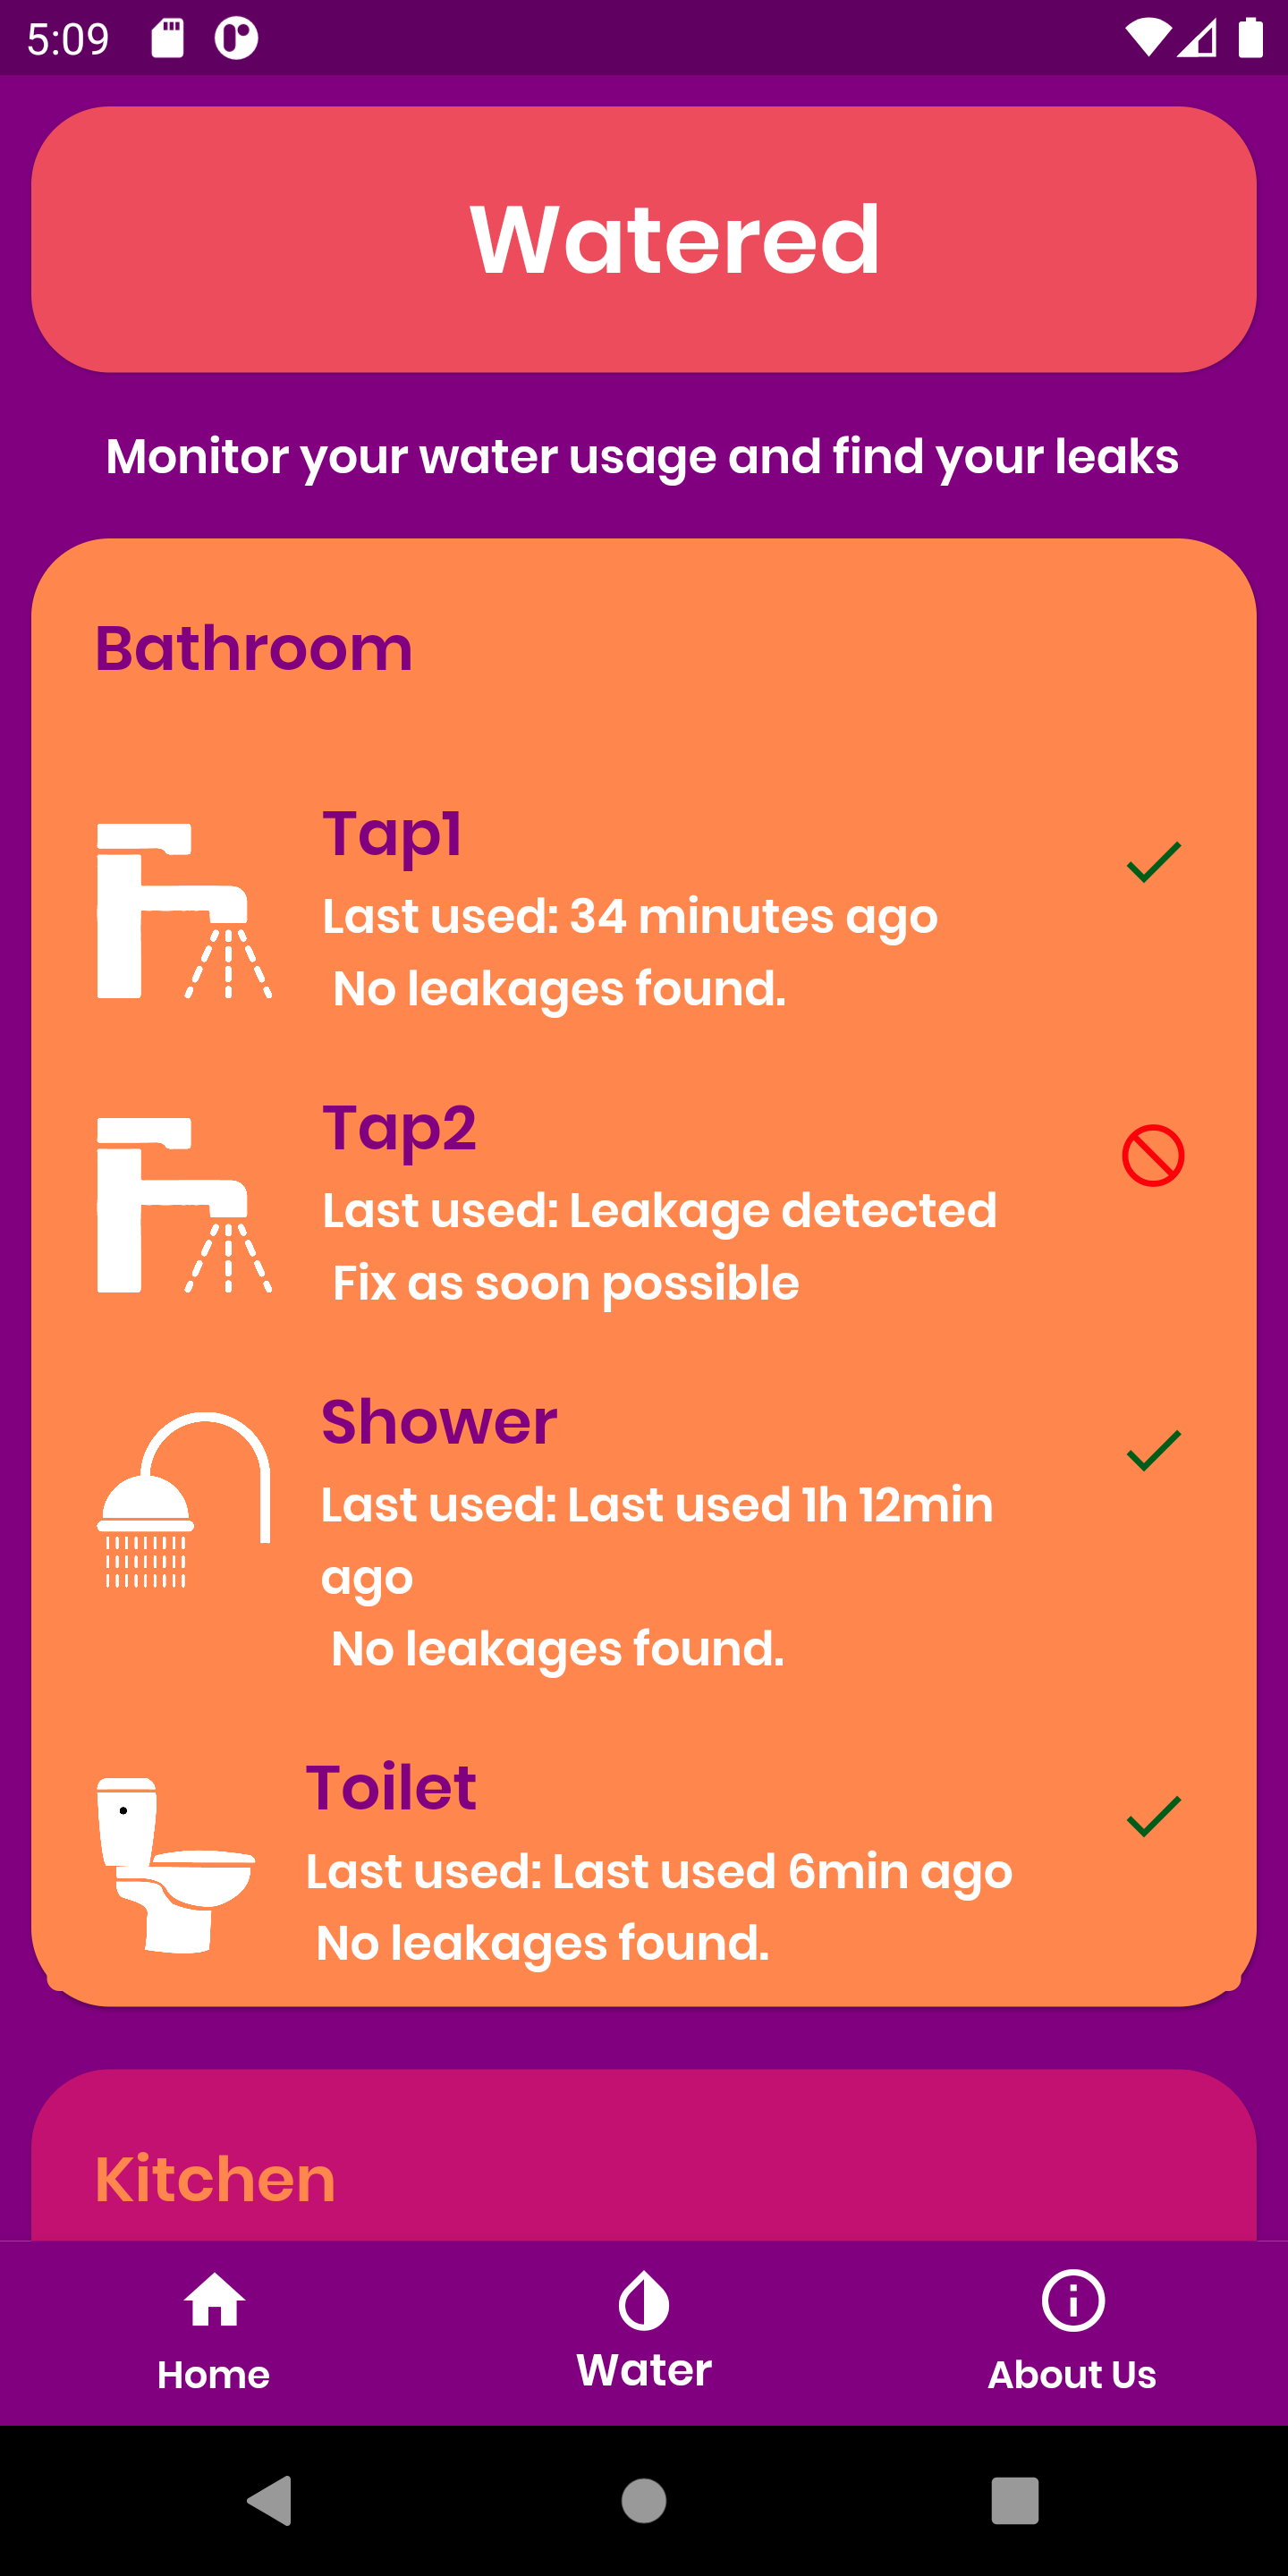 5:09
Watered
Monitor your water usage and find your leaks
Bathroom
Tap1
Last used: 34 minutes ago
No leakages found.
Tap2
Last used: Leakage detected
Fix as soon possible
Shower
Last used: Last used 1h 12min
ago
No leakages found.
Toilet
Last used: Last used 6min ago
No leakages found.
Kitchen
Home
Water
About Us